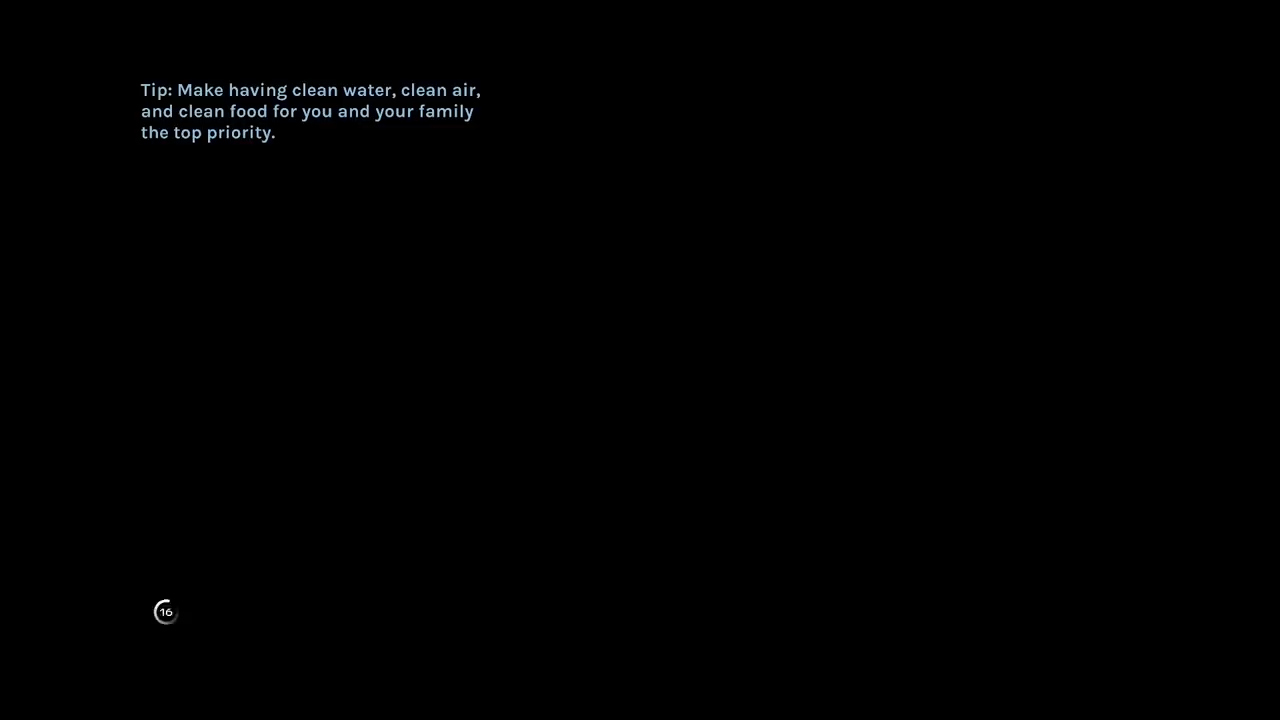 Tip: Make having clean water, clean air,
and clean food for you and your family
the top priority.
16